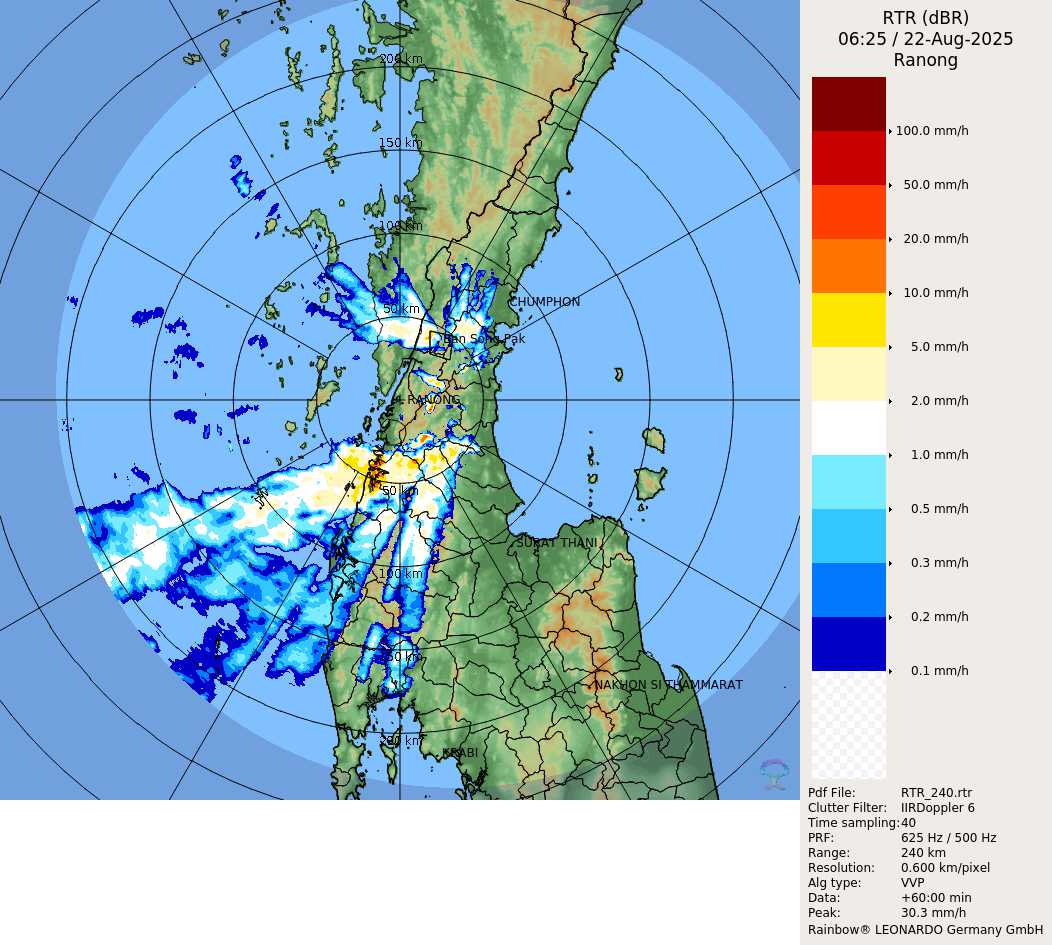 RTR (dBR)
06:25 / 22-Aug-2025
Ranong
100.0 mm/h
50.0 mm/h
20.0 mm/h
10.0 mm/h
5.0 mm/h
2.0 mm/h
1.0 mm/h
0.5 mm/h
0.3 mm/h
0.2 mm/h
0.1 mm/h
Pdf File: RTR_240.rtr
Clutter Filter: IIRDoppler 6
Time sampling: 40
PRF: 625 Hz / 500 Hz
Range: 240 km
Resolution: 0.600 km/pixel
Alg type: VVP
Data: +60:00 min
Peak: 30.3 mm/h
Rainbow® LEONARDO Germany GmbH
200 km
150 km
100 km
CHUMPHON
50 km
Ban Song Pak
RANONG
50 km
SURAT THANI
100 km
150 km
NAKHON SI THAMMARAT
200 km
KRABI